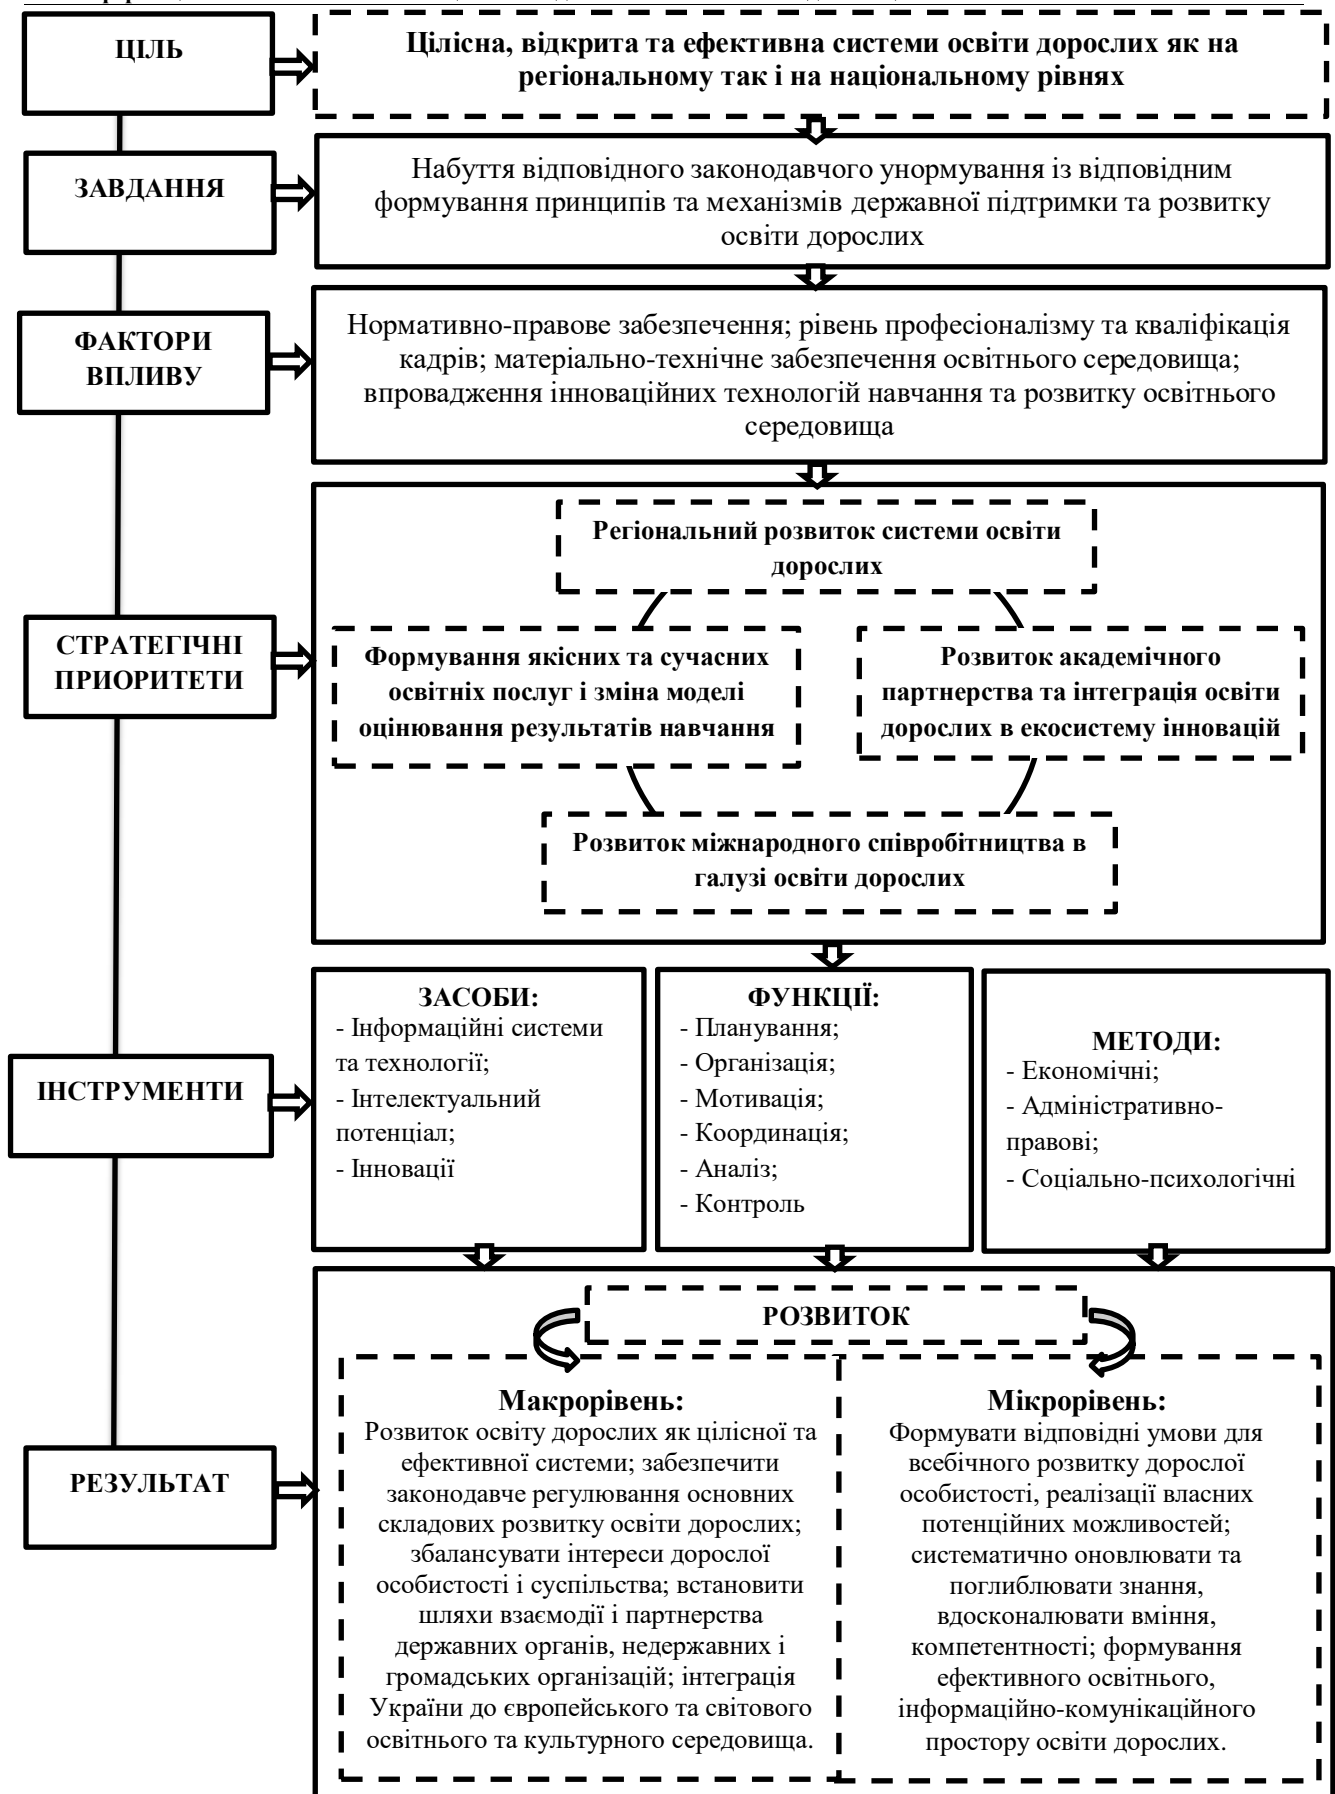 ЦІЛЬ
Цілісна, відкрита та ефективна системи освіти дорослих як на
регіональному так і на національному рівнях
ЗАВДАННЯ
Набуття відповідного законодавчого унормування із відповідним
формування принципів та механізмів державної підтримки та розвитку
освіти дорослих
ФАКТОРИ
ВПЛИВУ
Нормативно-правове забезпечення; рівень професіоналізму та кваліфікація
кадрів; матеріально-технічне забезпечення освітнього середовища;
впровадження інноваційних технологій навчання та розвитку освітнього
середовища
СТРАТЕГІЧНІ
ПРИОРИТЕТИ
Регіональний розвиток системи освіти
дорослих
Формування якісних та сучасних
освітніх послуг і зміна моделі
оцінювання результатів навчання
Розвиток академічного
партнерства та інтеграція освіти
дорослих в екосистему інновацій
Розвиток міжнародного співробітництва в
галузі освіти дорослих
ІНСТРУМЕНТИ
ЗАСОБИ:
- Інформаційні системи
та технології;
- Інтелектуальний
потенціал;
- Інновації
ФУНКЦІЇ:
- Планування;
- Організація;
- Мотивація;
- Координація;
- Аналіз;
- Контроль
МЕТОДИ:
- Економічні;
- Адміністративно-
правові;
- Соціально-психологічні
РЕЗУЛЬТАТ
РОЗВИТОК
Макрорівень:
Розвиток освіту дорослих як цілісної та
ефективної системи; забезпечити
законодавче регулювання основних
складових розвитку освіти дорослих;
збалансувати інтереси дорослої
особистості і суспільства; встановити
шляхи взаємодії і партнерства
державних органів, недержавних і
громадських організацій; інтеграція
України до європейського та світового
освітнього та культурного середовища.
Мікрорівень:
Формувати відповідні умови для
всебічного розвитку дорослої
особистості, реалізації власних
потенційних можливостей;
систематично оновлювати та
поглиблювати знання,
вдосконалювати вміння,
компетентності; формування
ефективного освітнього,
інформаційно-комунікаційного
простору освіти дорослих.